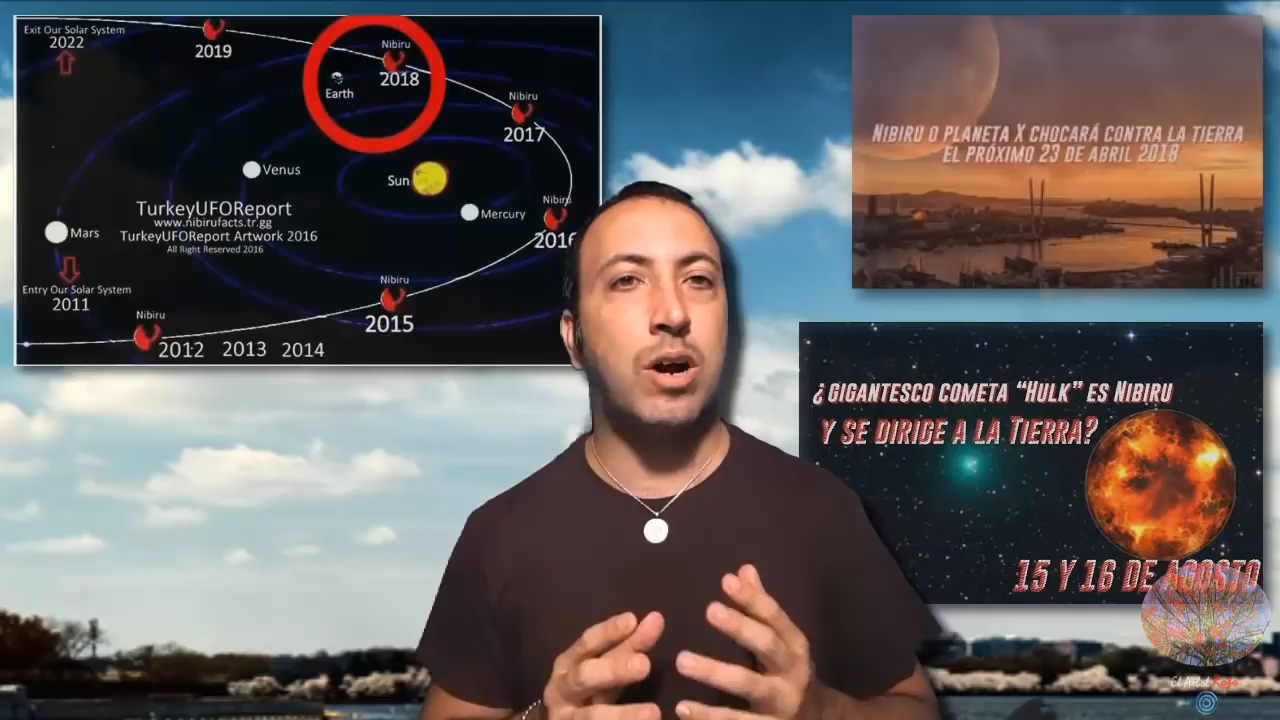 Exit Our Solar System
2022
2019
Nibiru
2018
Earth
Nibiru
2017
Venus
Sun
Mercury
Nibiru
2016
TurkeyUFOReport
www.nibirufacts.tr.gg
TurkeyUFOReport Artwork 2016
All Right Reserved 2016
Mars
Entry Our Solar System
2011
Nibiru
2015
Nibiru
2012 2013 2014
NIBIRU O PLANETA X CHOCARÁ CONTRA LA TIERRA
EL PRÓXIMO 23 DE ABRIL 2018
¿GIGANTESCO COMETA "HULK" ES NIBIRU
Y SE DIRIGE A LA TIERRA?
15 Y 16 DE AGOSTO
El Árbol Rojo